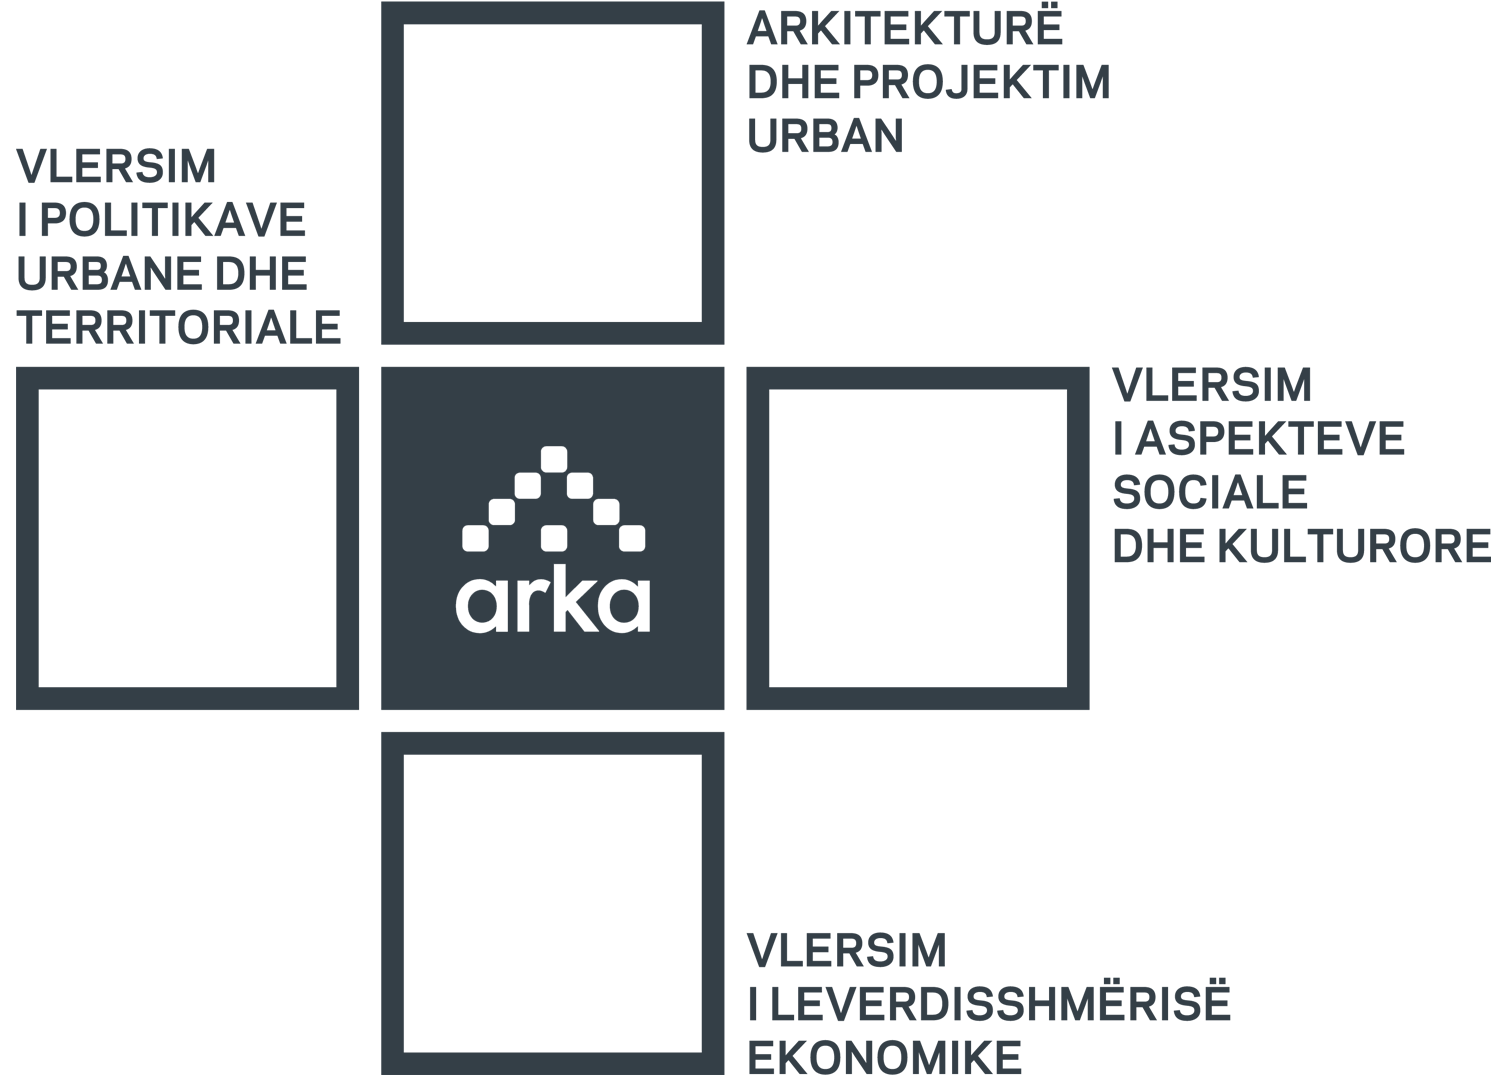 ARKITEKTURË
DHE PROJEKTIM
URBAN
VLERSIM
I POLITIKAVE
URBANE DHE
TERRITORIALE
VLERSIM
I ASPEKTEVE
SOCIALE
DHE KULTURORE
arka
VLERSIM
I LEVERDISSHMËRISË
EKONOMIKE